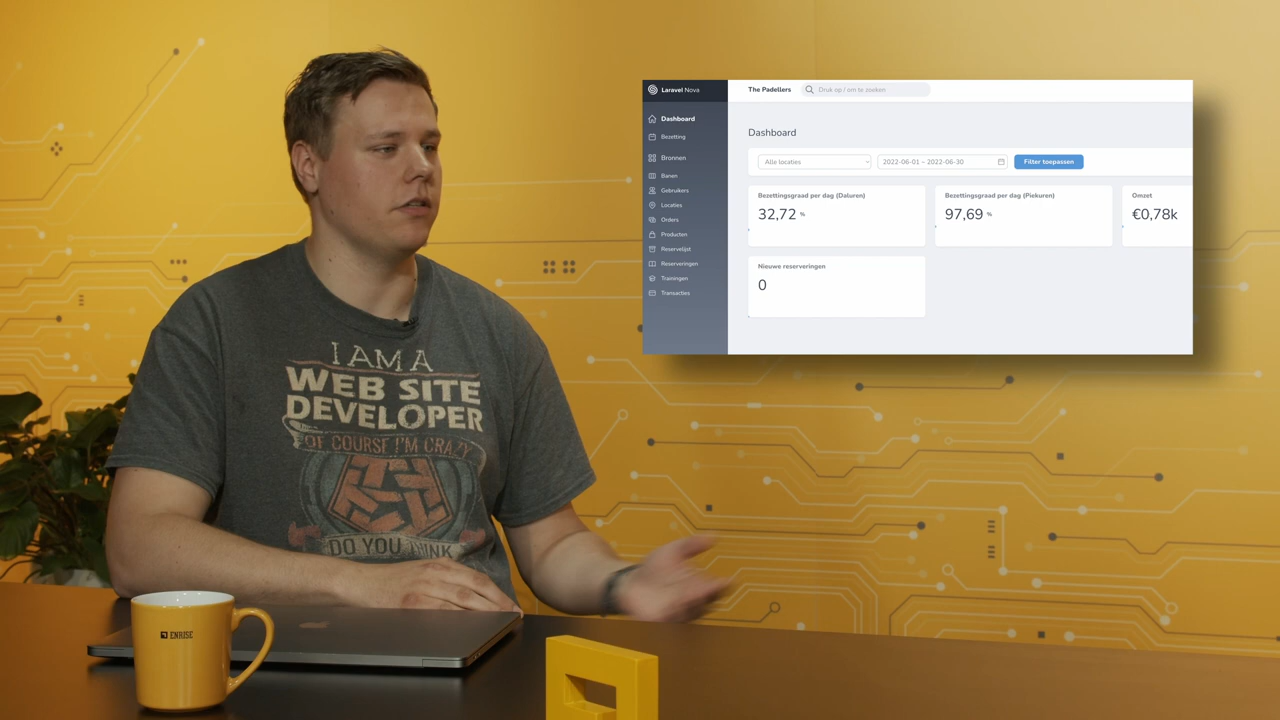 I AM A
WEB SITE
DEVELOPER
OF COURSE I'M CRAZY
DO YOU THINK
ENRISE
Laravel Nova
Dashboard
Bezetting
Bronnen
Banen
Gebruikers
Locaties
Orders
Producten
Reservelijst
Reserveringen
Trainingen
Transacties
The Padellers
Druk op / om te zoeken
Dashboard
Alle locaties
2022-06-01 ~ 2022-06-30
Filter toepassen
Bezettingsgraad per dag (Daluren)
32,72 %
Bezettingsgraad per dag (Piekuren)
97,69 %
Omzet
€0,78k
Nieuwe reserveringen
0